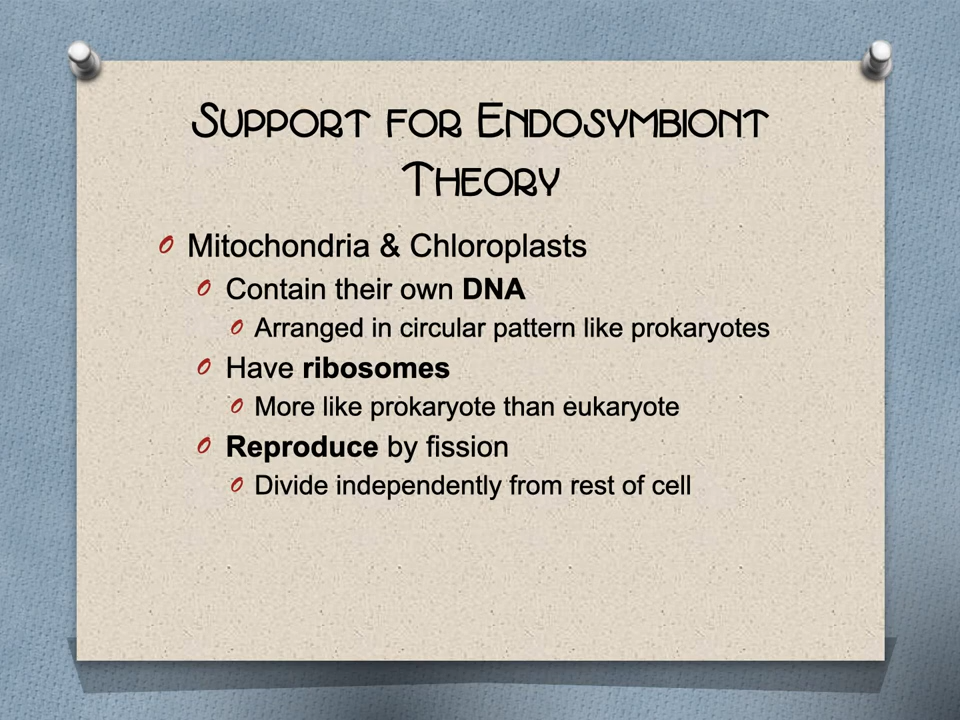 Support for Endosymbiont
Theory
Mitochondria & Chloroplasts
Contain their own DNA
Arranged in circular pattern like prokaryotes
Have ribosomes
More like prokaryote than eukaryote
Reproduce by fission
Divide independently from rest of cell